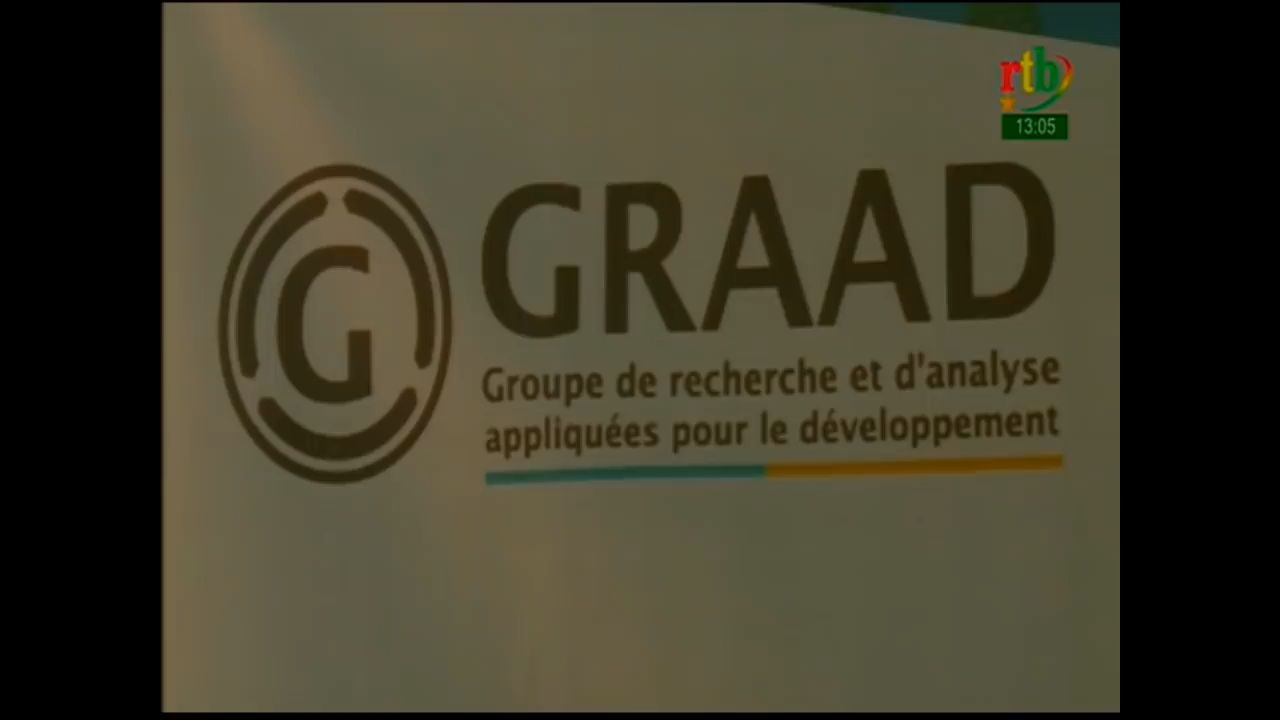 rtb
13:05
G
GRAAD
Groupe de recherche et d'analyse
appliquées pour le développement